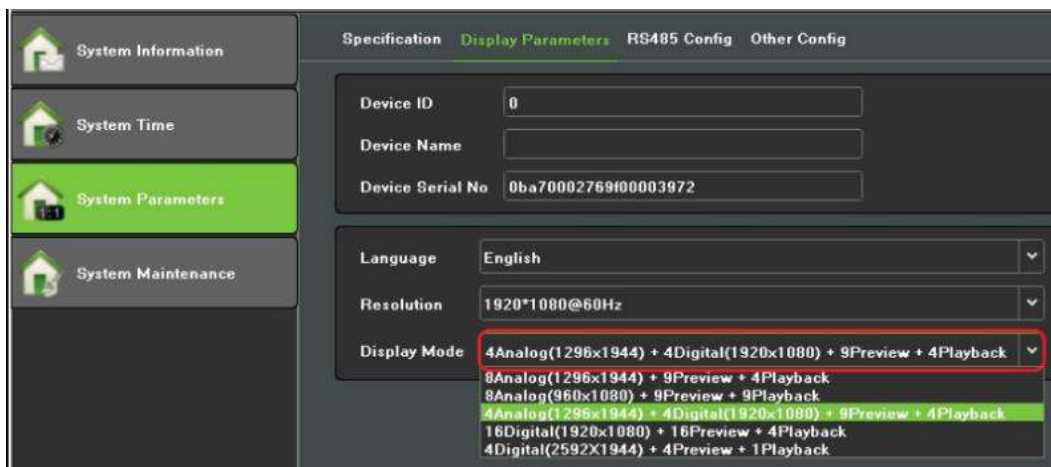 System Information
System Time
System Parameters
System Maintenance
Specification Display Parameters RS485 Config Other Config
Device ID 0
Device Name
Device Serial No 0ba70002769f00003972
Language English
Resolution 1920*1080@60Hz
Display Mode 4Analog(1296x1944) + 4Digital(1920x1080) + 9Preview + 4Playback
8Analog(1296x1944) + 9Preview + 4Playback
8Analog(960x1080) + 9Preview + 9Playback
4Analog(1296x1944) + 4Digital(1920x1080) + 9Preview + 4Playback
16Digital(1920x1080) + 16Preview + 4Playback
4Digital(2592X1944) + 4Preview + 1Playback